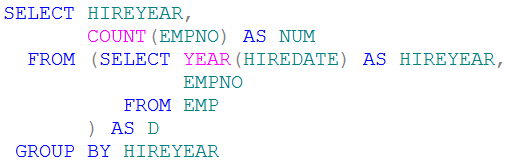 SELECT HIREYEAR,
COUNT(EMPNO) AS NUM
FROM (SELECT YEAR(HIREDATE) AS HIREYEAR,
EMPNO
FROM EMP
) AS D
GROUP BY HIREYEAR